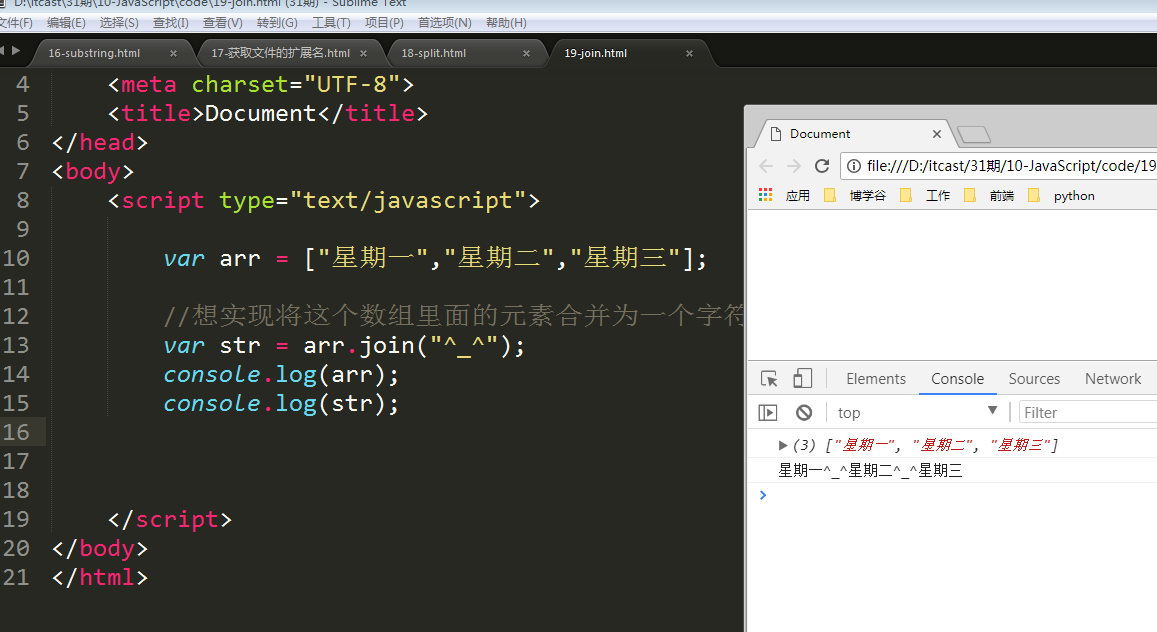 D:\itcast\31期\10-JavaScript\code\19-join.html (31期) - Sublime Text
文件(F) 编辑(E) 选择(S) 查找(I) 查看(V) 转到(G) 工具(T) 项目(P) 首选项(N) 帮助(H)
16-substring.html × 17-获取文件的扩展名.html × 18-split.html × 19-join.html ×
4 <meta charset="UTF-8">
5 <title>Document</title>
6 </head>
7 <body>
8 <script type="text/javascript">
9
10 var arr = ["星期一","星期二","星期三"];
11
12 //想实现将这个数组里面的元素合并为一个字符
13 var str = arr.join("^_^");
14 console.log(arr);
15 console.log(str);
16
17
18
19 </script>
20 </body>
21 </html>
Document ×
file:///D:/itcast/31期/10-JavaScript/code/19
应用 博学谷 工作 前端 python
Elements Console Sources Network
top ▼ Filter
▶ (3) ["星期一", "星期二", "星期三"]
星期一^_^星期二^_^星期三
>